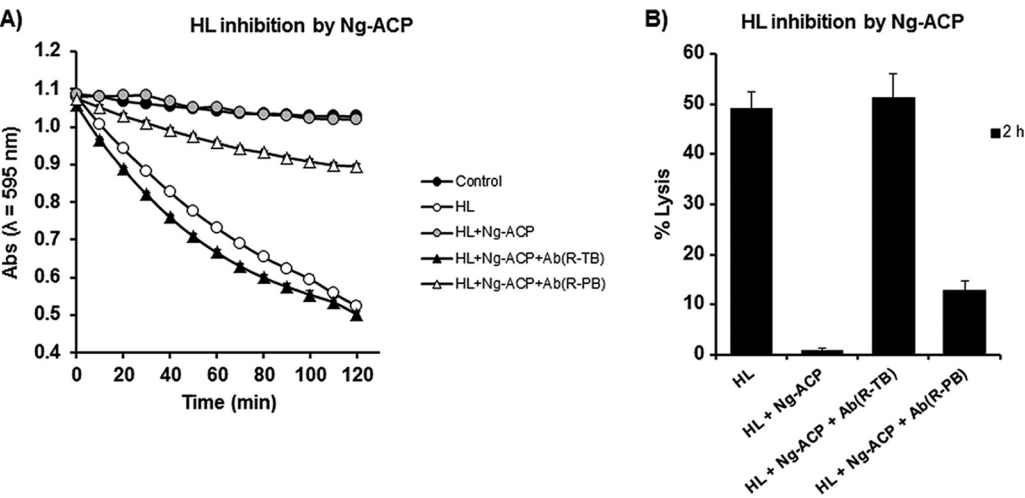 A)
HL inhibition by Ng-ACP
1.2
1.1
1.0
0.9
0.8
0.7
0.6
0.5
0.4
Abs (λ = 595 nm)
0 20 40 60 80 100 120
Time (min)
Control
HL
HL+Ng-ACP
HL+Ng-ACP+Ab(R-TB)
HL+Ng-ACP+Ab(R-PB)
B)
HL inhibition by Ng-ACP
60
50
40
30
20
10
0
% Lysis
2 h
HL
HL + Ng-ACP
HL + Ng-ACP + Ab(R-TB)
HL + Ng-ACP + Ab(R-PB)